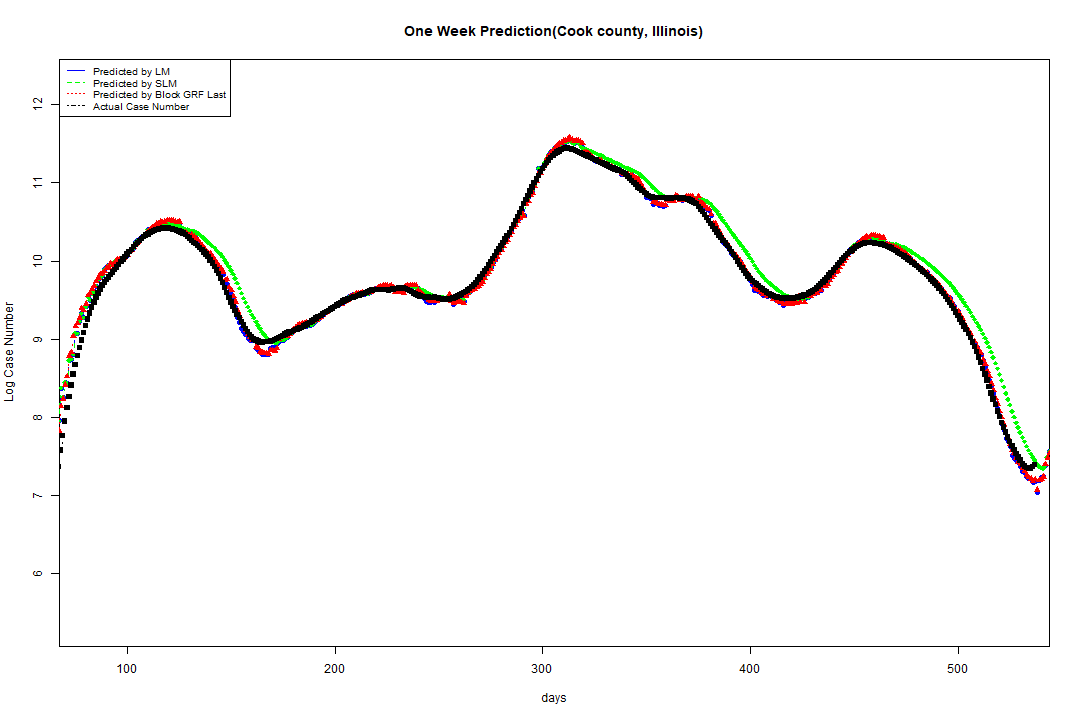 One Week Prediction(Cook county, Illinois)
Predicted by LM
Predicted by SLM
Predicted by Block GRF Last
Actual Case Number
12
11
10
9
8
7
6
Log Case Number
100 200 300 400 500
days